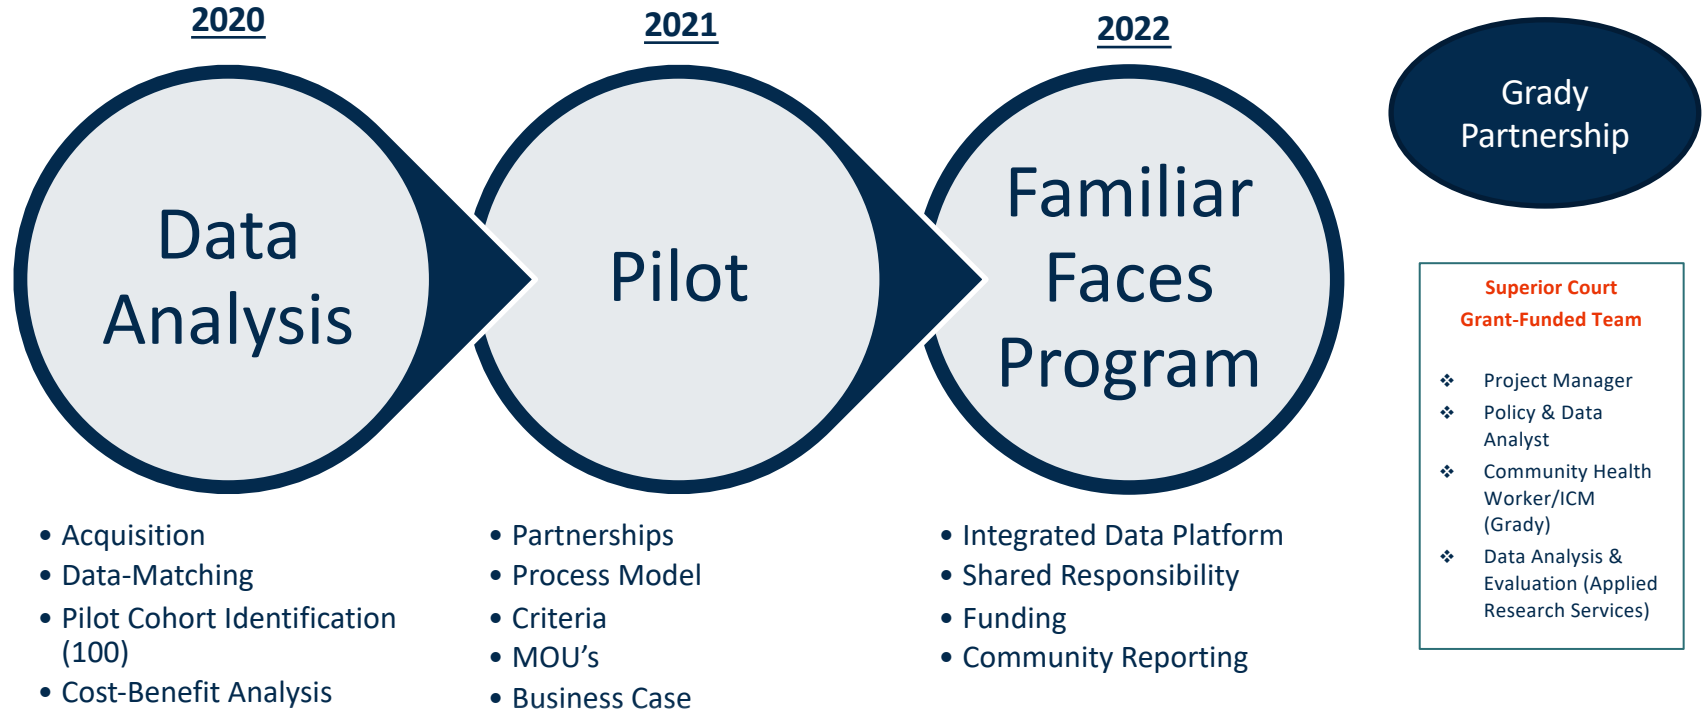 2020
Data
Analysis
• Acquisition
• Data-Matching
• Pilot Cohort Identification
(100)
• Cost-Benefit Analysis
2021
Pilot
• Partnerships
• Process Model
• Criteria
• MOU’s
• Business Case
2022
Familiar
Faces
Program
• Integrated Data Platform
• Shared Responsibility
• Funding
• Community Reporting
Grady
Partnership
Superior Court
Grant-Funded Team
❖ Project Manager
❖ Policy & Data
Analyst
❖ Community Health
Worker/ICM
(Grady)
❖ Data Analysis &
Evaluation (Applied
Research Services)